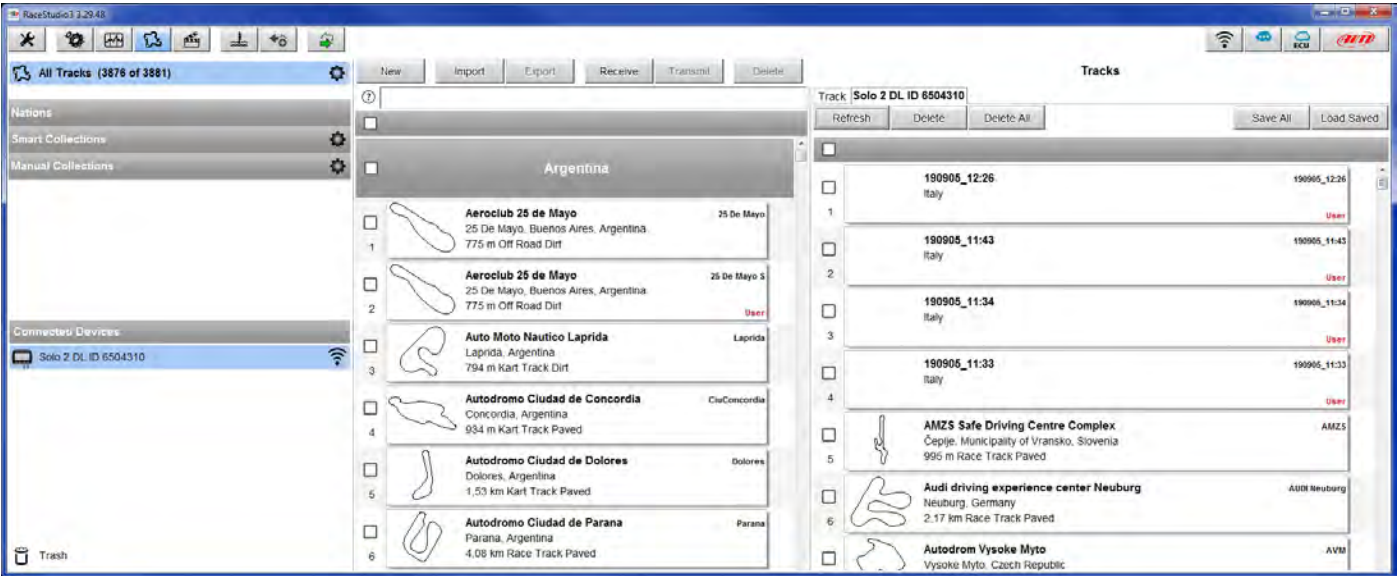 RaceStudio3 3.29.48
ECU
AiM
All Tracks (3876 of 3881)
Nations
Smart Collections
Manual Collections
Connected Devices
Solo 2 DL ID 6504310
Trash
New Import Export Receive Transmit Delete
Argentina
Aeroclub 25 de Mayo 25 De Mayo
25 De Mayo, Buenos Aires, Argentina
775 m Off Road Dirt
1
Aeroclub 25 de Mayo 25 De Mayo S
25 De Mayo, Buenos Aires, Argentina
775 m Off Road Dirt User
2
Auto Moto Nautico Laprida Laprida
Laprida, Argentina
794 m Kart Track Dirt
3
Autodromo Ciudad de Concordia CiuConcordia
Concordia, Argentina
934 m Kart Track Paved
4
Autodromo Ciudad de Dolores Dolores
Dolores, Argentina
1,53 km Kart Track Paved
5
Autodromo Ciudad de Parana Parana
Parana, Argentina
4,08 km Race Track Paved
6
Tracks
Track Solo 2 DL ID 6504310
Refresh Delete Delete All Save All Load Saved
190905_12:26 190905_12:26
Italy
1 User
190905_11:43 190905_11:43
Italy
2 User
190905_11:34 190905_11:34
Italy
3 User
190905_11:33 190905_11:33
Italy
4 User
AMZS Safe Driving Centre Complex AMZS
Čeplje, Municipality of Vransko, Slovenia
995 m Race Track Paved
5
Audi driving experience center Neuburg AUDI Neuburg
Neuburg, Germany
2,17 km Race Track Paved
6
Autodrom Vysoke Myto AVM
Vysoke Myto, Czech Republic